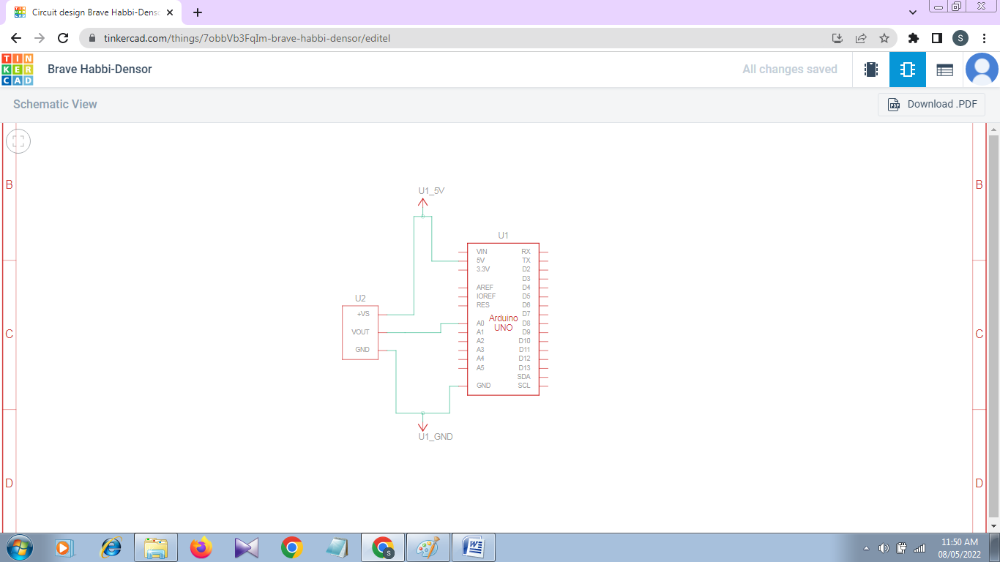 Circuit design Brave Habbi-Dens
tinkercad.com/things/7obbVb3FqIm-brave-habbi-densor/editel
S
TIN
KER
CAD
Brave Habbi-Densor
All changes saved
Schematic View
PDF
Download .PDF
B
B
U1_5V
U1
VIN
RX
5V
TX
3.3V
D2
D3
AREF
D4
IOREF
D5
RES
D6
D7
Arduino
UNO
A0
D8
A1
D9
A2
D10
A3
D11
A4
D12
A5
D13
SDA
GND
SCL
U2
+VS
VOUT
GND
C
C
U1_GND
D
D
S
W
11:50 AM
08/05/2022